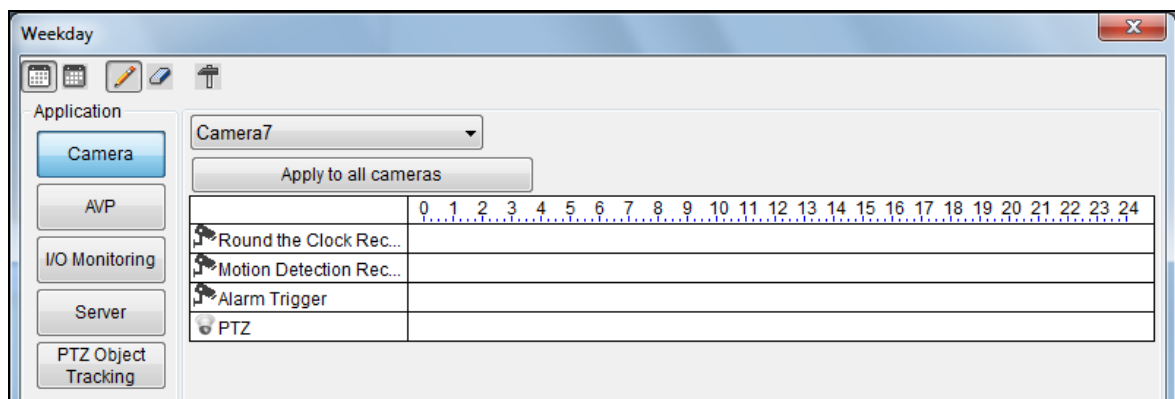 Weekday
Application
Camera
AVP
I/O Monitoring
Server
PTZ Object
Tracking
Camera7
Apply to all cameras
0 1 2 3 4 5 6 7 8 9 10 11 12 13 14 15 16 17 18 19 20 21 22 23 24
Round the Clock Rec...
Motion Detection Rec...
Alarm Trigger
PTZ